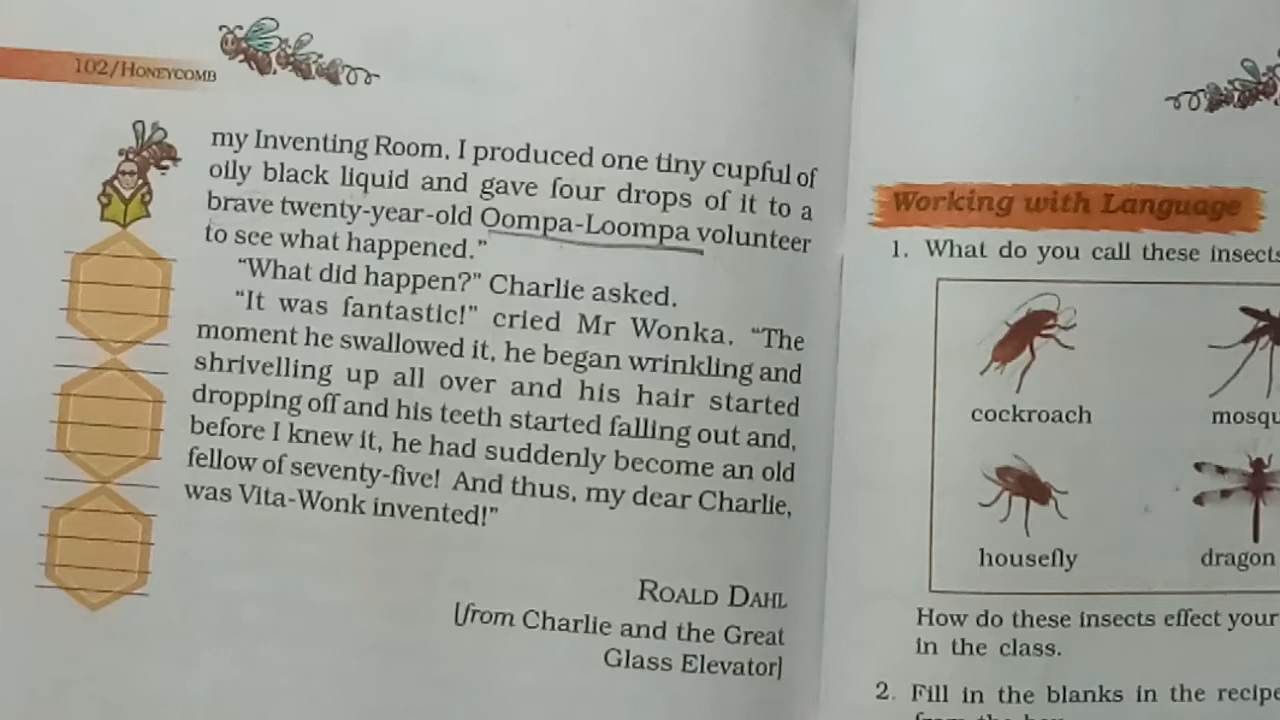 102/HONEYCOMB
my Inventing Room, I produced one tiny cupful of
oily black liquid and gave four drops of it to a
brave twenty-year-old Oompa-Loompa volunteer
to see what happened.”
“What did happen?” Charlie asked.
“It was fantastic!” cried Mr Wonka. “The
moment he swallowed it, he began wrinkling and
shrivelling up all over and his hair started
dropping off and his teeth started falling out and,
before I knew it, he had suddenly become an old
fellow of seventy-five! And thus, my dear Charlie,
was Vita-Wonk invented!”
ROALD DAHL
[from Charlie and the Great
Glass Elevator]
Working with Language
1. What do you call these insects
cockroach
housefly dragon
How do these insects effect your
in the class.
2. Fill in the blanks in the recipe